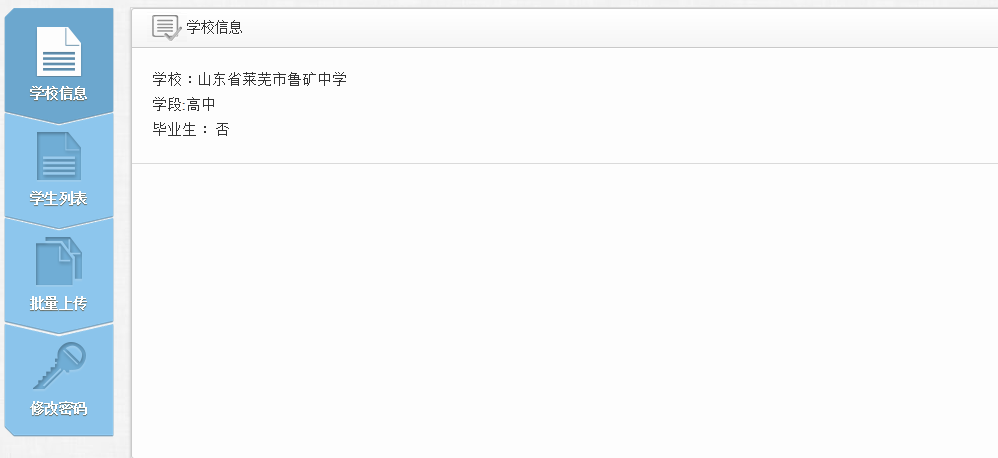 学校信息
学生列表
批量上传
修改密码
学校信息
学校：山东省莱芜市鲁矿中学
学段:高中
毕业生： 否